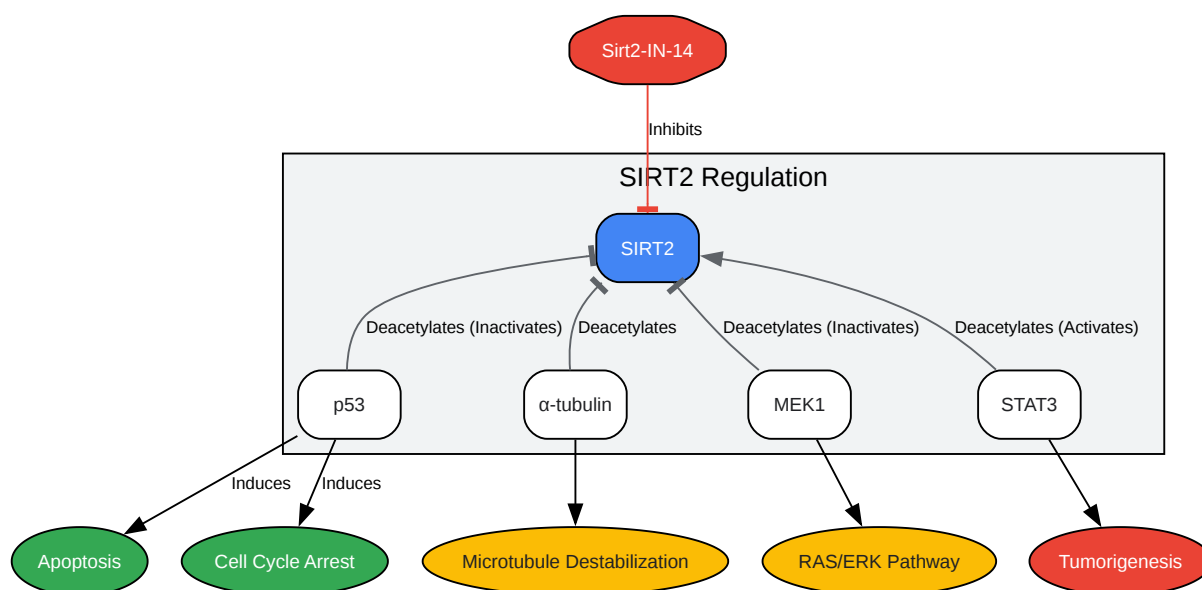 Sirt2-IN-14
Inhibits
SIRT2 Regulation
SIRT2
Deacetylates (Inactivates)
Deacetylates
Deacetylates (Inactivates)
Deacetylates (Activates)
p53
α-tubulin
MEK1
STAT3
Induces
Induces
Apoptosis
Cell Cycle Arrest
Microtubule Destabilization
RAS/ERK Pathway
Tumorigenesis